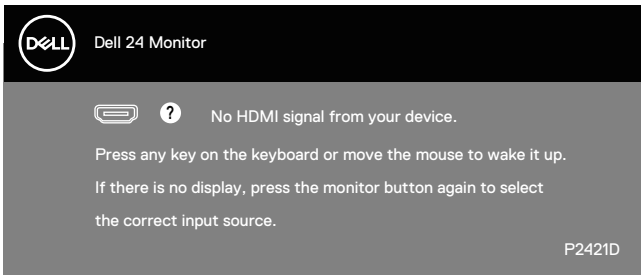 DELL
Dell 24 Monitor
? No HDMI signal from your device.
Press any key on the keyboard or move the mouse to wake it up.
If there is no display, press the monitor button again to select
the correct input source.
P2421D